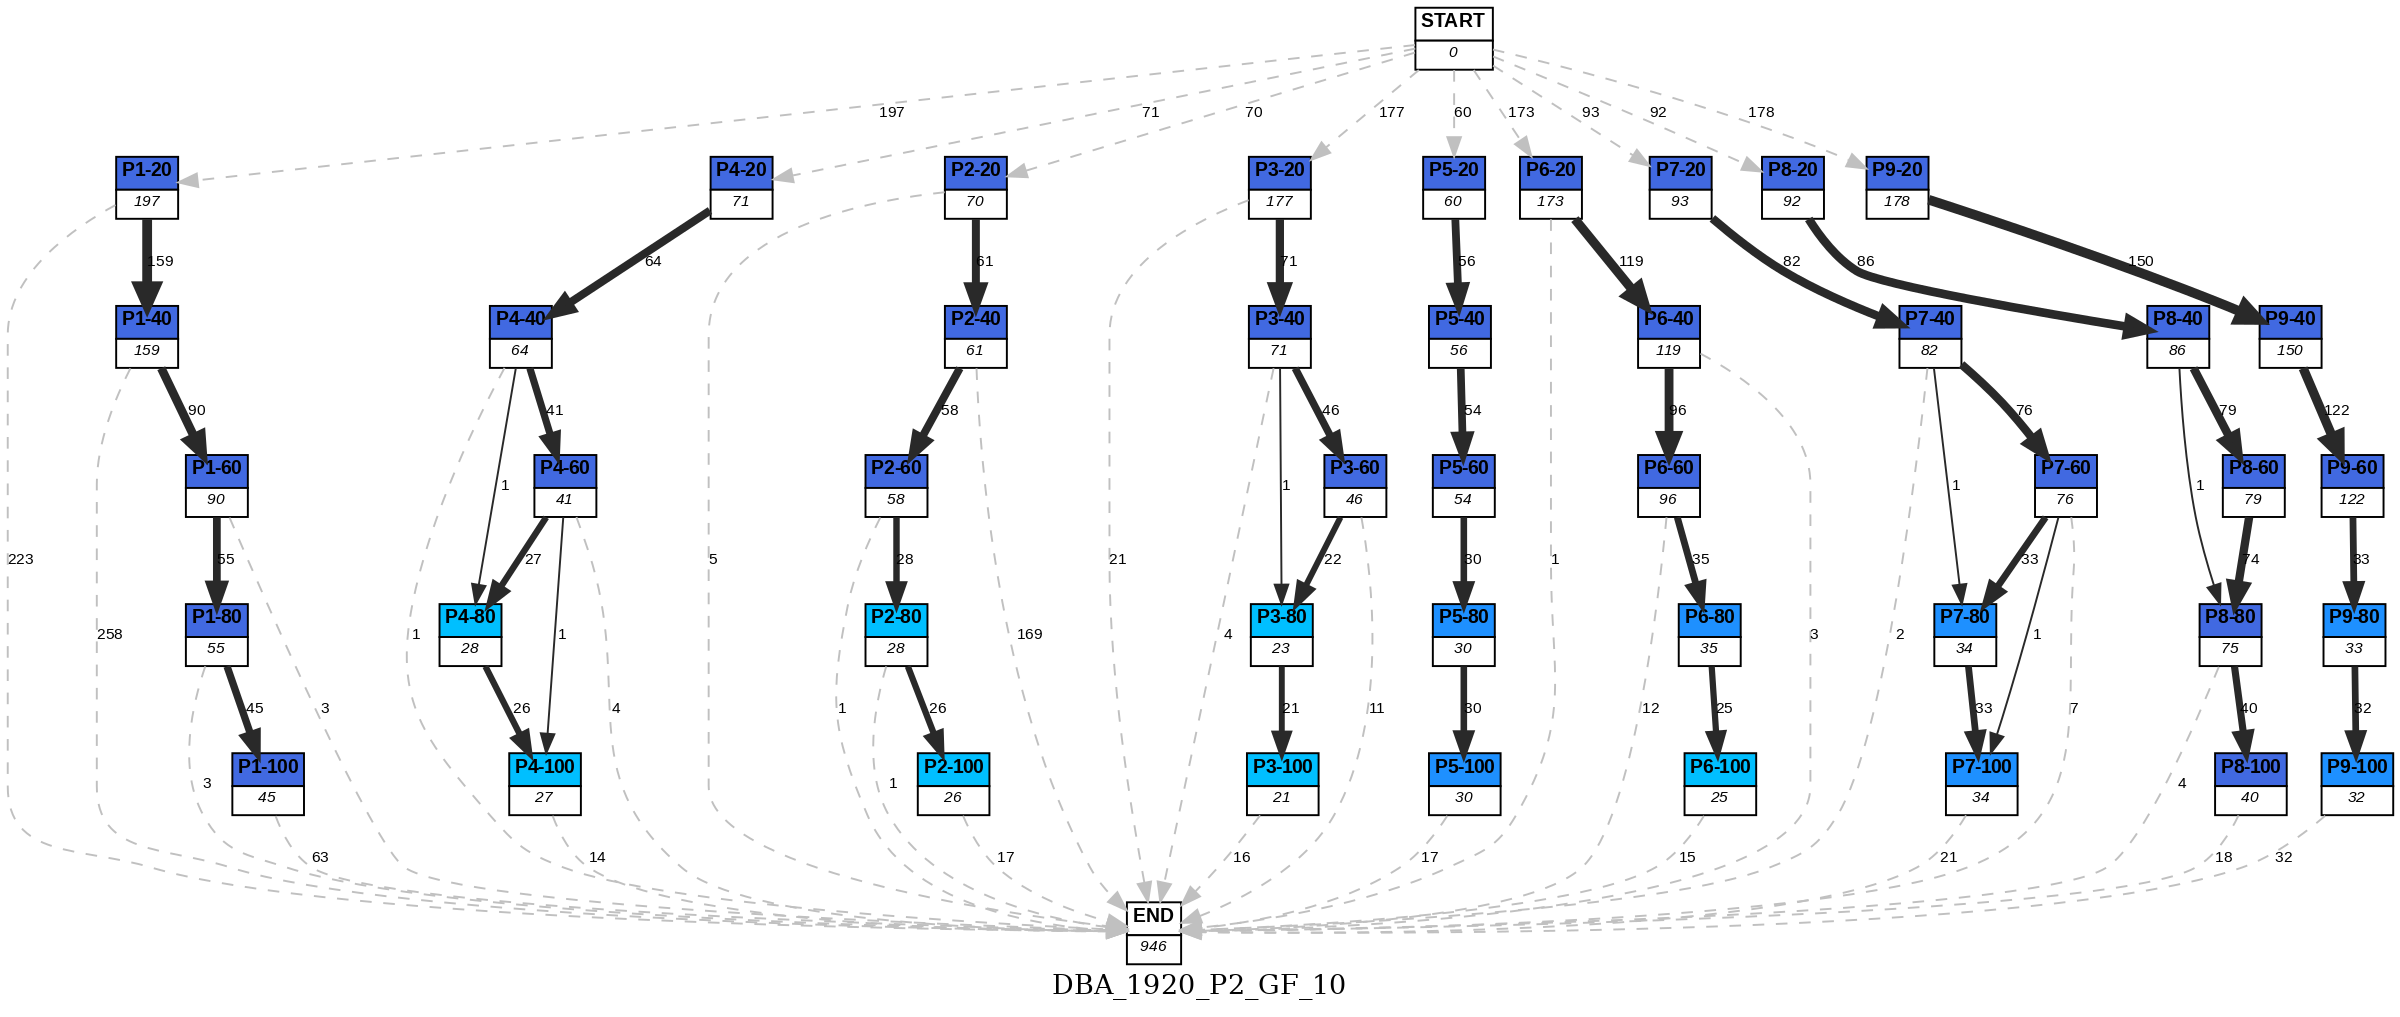 START
0
197
71
70
177
60
173
93
92
178
P1-20
197
P4-20
71
P2-20
70
P3-20
177
P5-20
60
P6-20
173
P7-20
93
P8-20
92
P9-20
178
159
64
61
71
56
119
82
86
150
P1-40
159
P4-40
64
P2-40
61
P3-40
71
P5-40
56
P6-40
119
P7-40
82
P8-40
86
P9-40
150
90
1
41
58
1
46
54
96
1
76
1
79
122
P1-60
90
P4-60
41
P2-60
58
P3-60
46
P5-60
54
P6-60
96
P7-60
76
P8-60
79
P9-60
122
223
258
55
3
1
27
1
4
28
5
169
21
4
22
30
1
35
3
2
33
1
74
33
P1-80
55
P4-80
28
P2-80
28
P3-80
23
P5-80
30
P6-80
35
P7-80
34
P8-80
75
P9-80
33
3
45
26
1
1
26
21
11
30
12
25
33
7
4
40
32
P1-100
45
P4-100
27
P2-100
26
P3-100
21
P5-100
30
P6-100
25
P7-100
34
P8-100
40
P9-100
32
63
14
17
16
17
15
21
18
32
END
946
DBA_1920_P2_GF_10